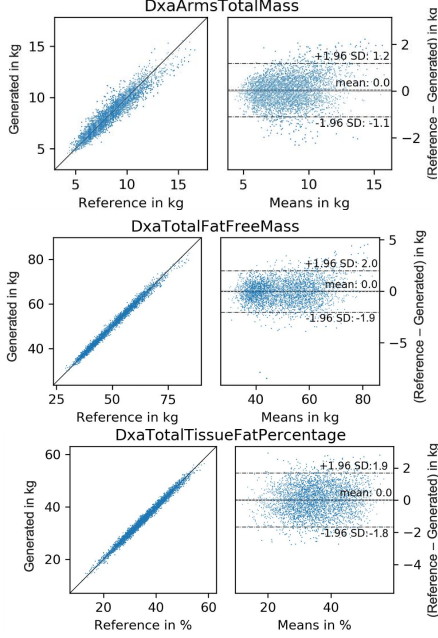 DxaArmsTotalMass
Generated in kg
15
10
5
5 10 15
Reference in kg
+1.96 SD: 1.2
mean: 0.0
-1.96 SD: -1.1
2
0
−2
(Reference − Generated) in kg
5 10 15
Means in kg
DxaTotalFatFreeMass
Generated in kg
80
60
40
25 50 75
Reference in kg
+1.96 SD: 2.0
mean: 0.0
-1.96 SD: -1.9
5
0
−5
(Reference − Generated) in kg
40 60 80
Means in kg
DxaTotalTissueFatPercentage
Generated in kg
60
40
20
20 40 60
Reference in %
+1.96 SD:1.9
mean: 0.0
-1.96 SD:-1.8
2
0
−2
−4
(Reference − Generated) in kg
20 40
Means in %